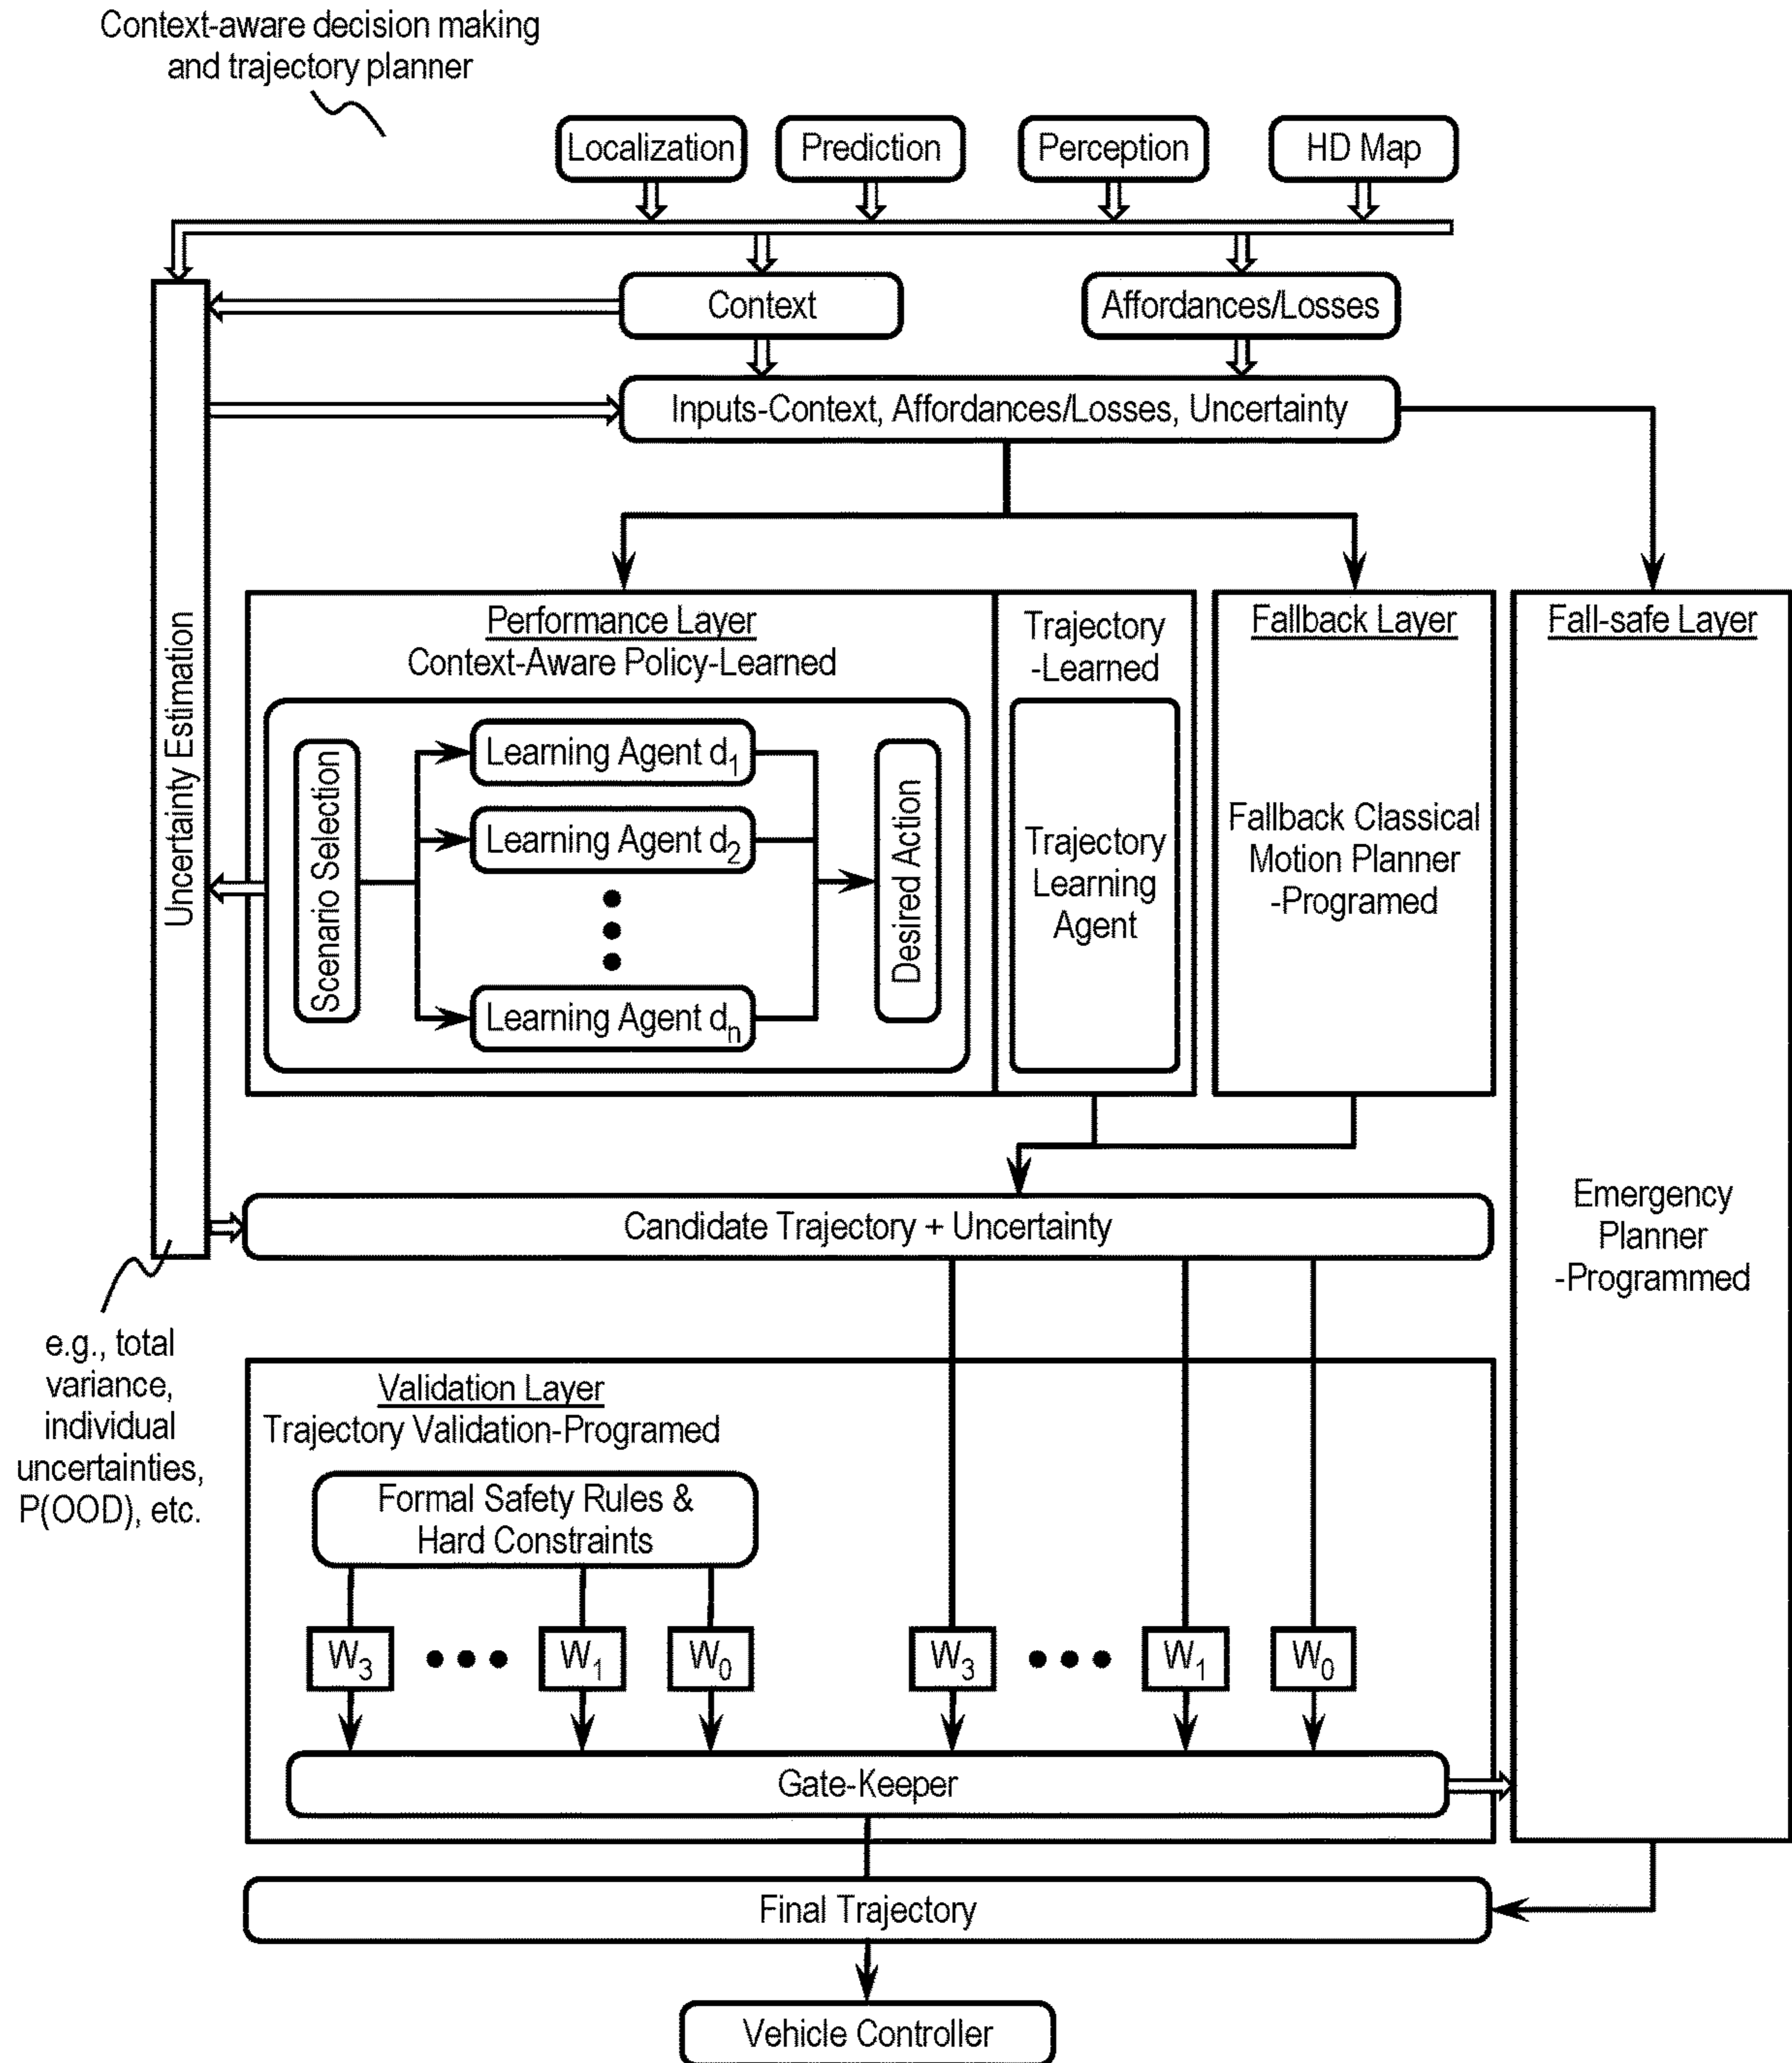 Context-aware decision making
and trajectory planner
Localization
Prediction
Perception
HD Map
Context
Affordances/Losses
Inputs-Context, Affordances/Losses, Uncertainty
Uncertainty Estimation
Performance Layer
Context-Aware Policy-Learned
Scenario Selection
Learning Agent d1
Learning Agent d2
Learning Agent dn
Desired Action
Trajectory
-Learned
Trajectory
Learning
Agent
Fallback Layer
Fallback Classical
Motion Planner
-Programed
Fall-safe Layer
Emergency
Planner
-Programmed
Candidate Trajectory + Uncertainty
e.g., total
variance,
individual
uncertainties,
P(OOD), etc.
Validation Layer
Trajectory Validation-Programed
Formal Safety Rules &
Hard Constraints
W3 ••• W1 W0 W3 ••• W1 W0
Gate-Keeper
Final Trajectory
Vehicle Controller